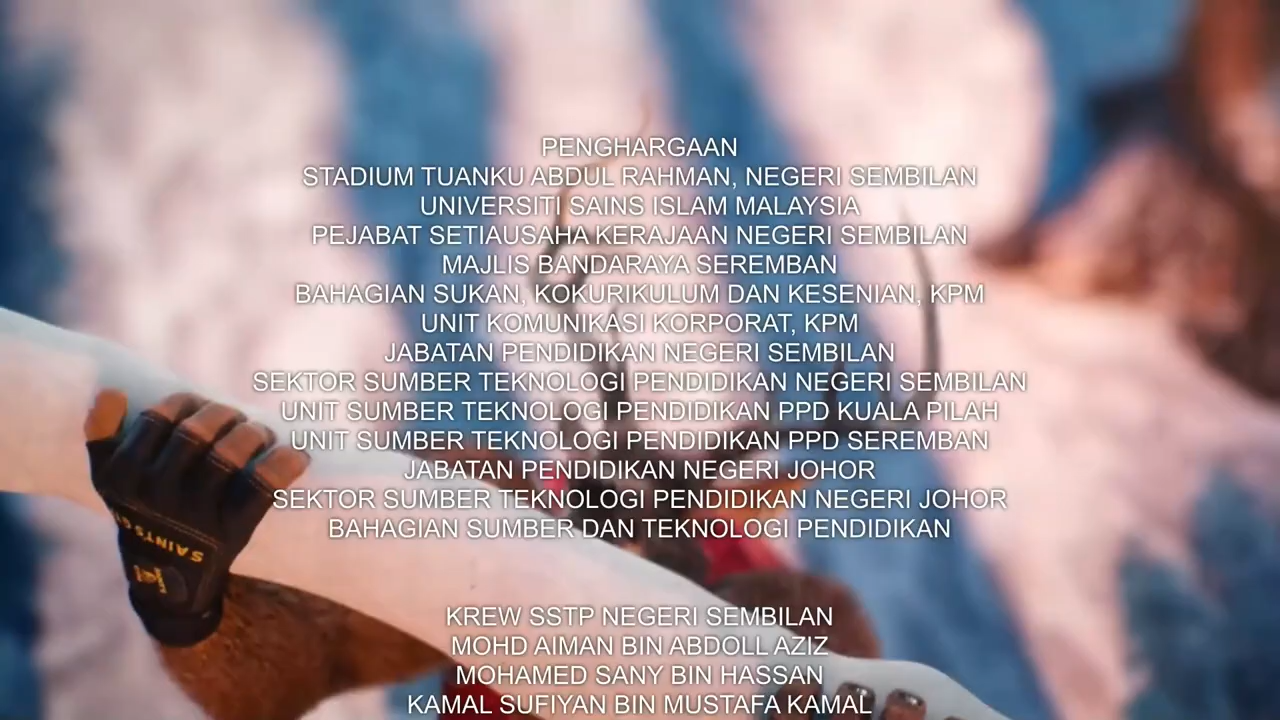 PENGHARGAAN
STADIUM TUANKU ABDUL RAHMAN, NEGERI SEMBILAN
UNIVERSITI SAINS ISLAM MALAYSIA
PEJABAT SETIAUSAHA KERAJAAN NEGERI SEMBILAN
MAJLIS BANDARAYA SEREMBAN
BAHAGIAN SUKAN, KOKURIKULUM DAN KESENIAN, KPM
UNIT KOMUNIKASI KORPORAT, KPM
JABATAN PENDIDIKAN NEGERI SEMBILAN
SEKTOR SUMBER TEKNOLOGI PENDIDIKAN NEGERI SEMBILAN
UNIT SUMBER TEKNOLOGI PENDIDIKAN PPD KUALA PILAH
UNIT SUMBER TEKNOLOGI PENDIDIKAN PPD SEREMBAN
JABATAN PENDIDIKAN NEGERI JOHOR
SEKTOR SUMBER TEKNOLOGI PENDIDIKAN NEGERI JOHOR
BAHAGIAN SUMBER DAN TEKNOLOGI PENDIDIKAN
KREW SSTP NEGERI SEMBILAN
MOHD AIMAN BIN ABDOLL AZIZ
MOHAMED SANY BIN HASSAN
KAMAL SUFIYAN BIN MUSTAFA KAMAL